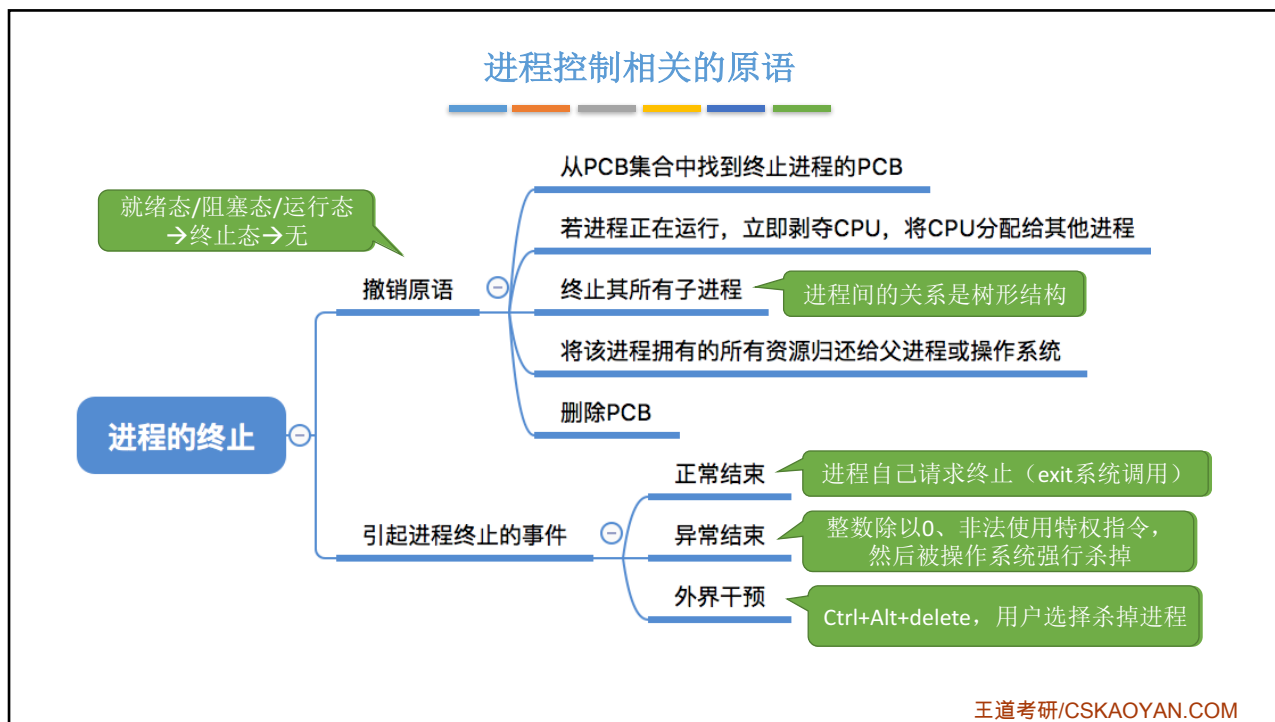 进程控制相关的原语
从PCB集合中找到终止进程的PCB
就绪态/阻塞态/运行态
→终止态→无
若进程正在运行，立即剥夺CPU，将CPU分配给其他进程
撤销原语
终止其所有子进程
进程间的关系是树形结构
将该进程拥有的所有资源归还给父进程或操作系统
删除PCB
进程的终止
正常结束
进程自己请求终止（exit系统调用）
引起进程终止的事件
异常结束
整数除以0、非法使用特权指令，
然后被操作系统强行杀掉
外界干预
Ctrl+Alt+delete，用户选择杀掉进程
王道考研/CSKAOYAN.COM